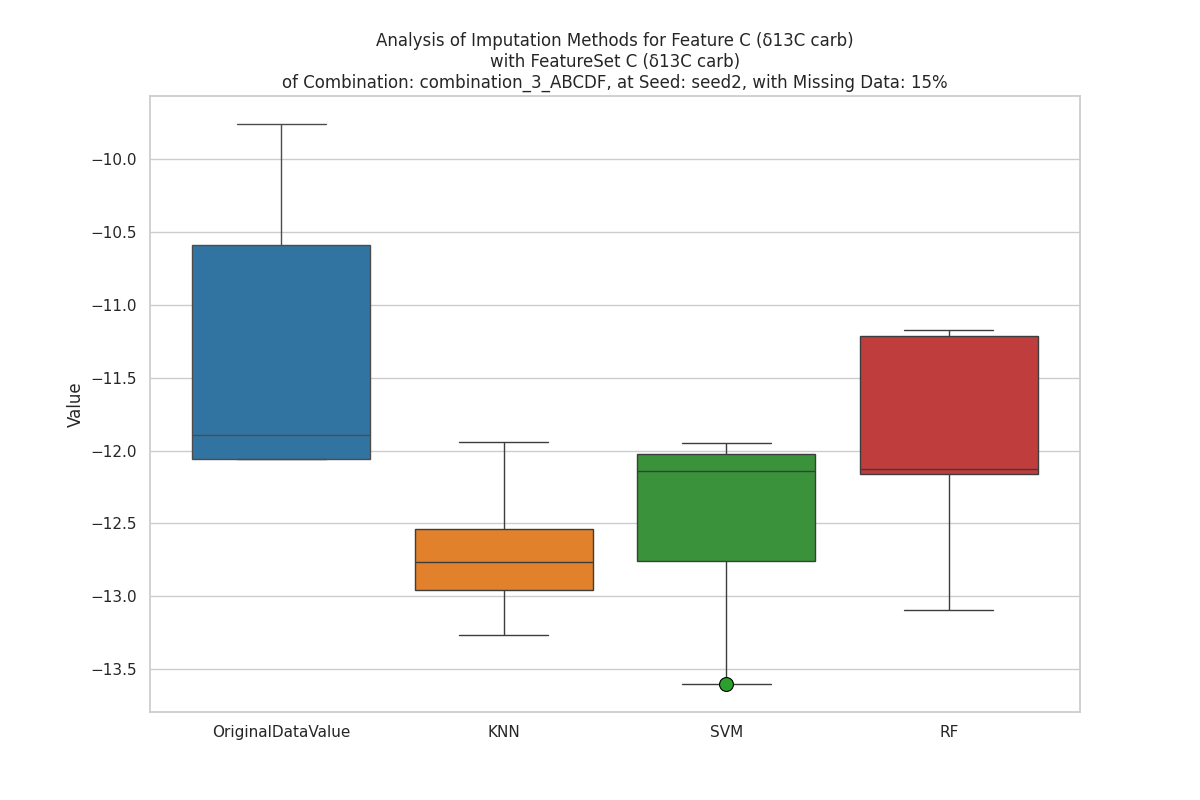 Analysis of Imputation Methods for Feature C (δ13C carb)
with FeatureSet C (δ13C carb)
of Combination: combination_3_ABCDF, at Seed: seed2, with Missing Data: 15%
Value
−10.0
−10.5
−11.0
−11.5
−12.0
−12.5
−13.0
−13.5
OriginalDataValue
KNN
SVM
RF